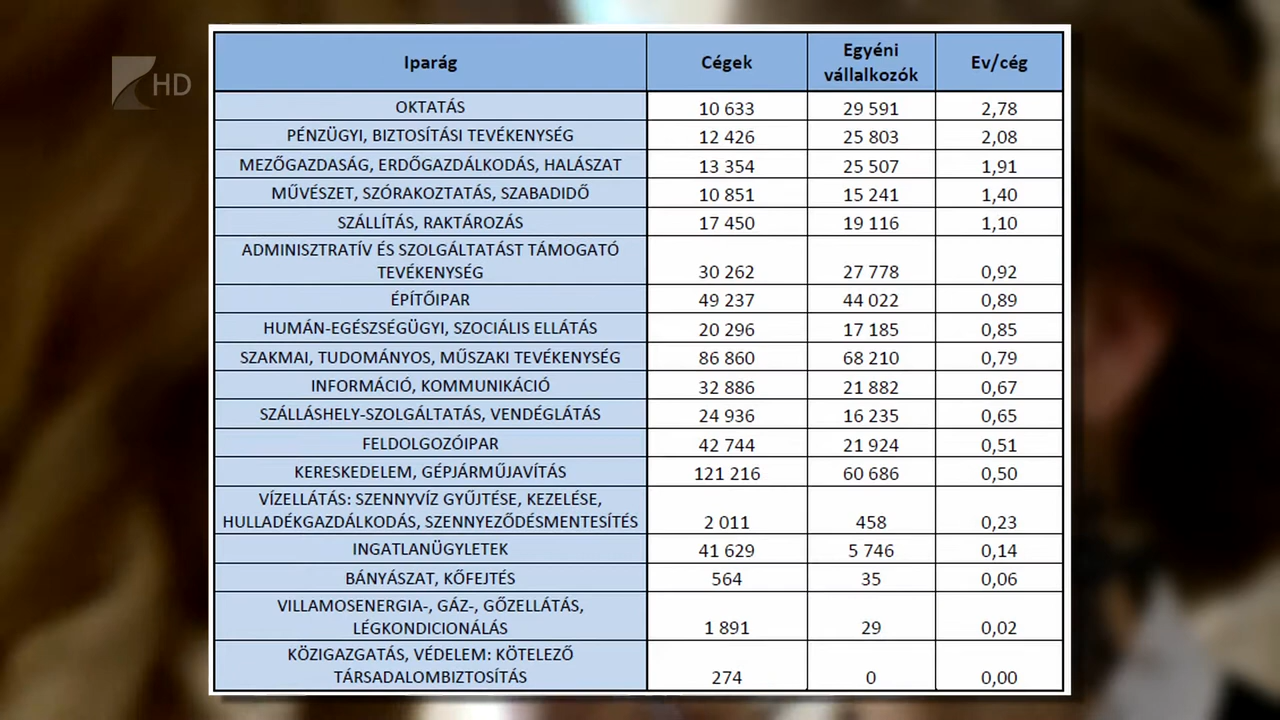 HD
Iparág Cégek Egyéni vállalkozók Ev/cég
OKTATÁS 10 633 29 591 2,78
PÉNZÜGYI, BIZTOSÍTÁSI TEVÉKENYSÉG 12 426 25 803 2,08
MEZŐGAZDASÁG, ERDŐGAZDÁLKODÁS, HALÁSZAT 13 354 25 507 1,91
MŰVÉSZET, SZÓRAKOZTATÁS, SZABADIDŐ 10 851 15 241 1,40
SZÁLLÍTÁS, RAKTÁROZÁS 17 450 19 116 1,10
ADMINISZTRATÍV ÉS SZOLGÁLTATÁST TÁMOGATÓ
TEVÉKENYSÉG 30 262 27 778 0,92
ÉPÍTŐIPAR 49 237 44 022 0,89
HUMÁN-EGÉSZSÉGÜGYI, SZOCIÁLIS ELLÁTÁS 20 296 17 185 0,85
SZAKMAI, TUDOMÁNYOS, MŰSZAKI TEVÉKENYSÉG 86 860 68 210 0,79
INFORMÁCIÓ, KOMMUNIKÁCIÓ 32 886 21 882 0,67
SZÁLLÁSHELY-SZOLGÁLTATÁS, VENDÉGLÁTÁS 24 936 16 235 0,65
FELDOLGOZÓIPAR 42 744 21 924 0,51
KERESKEDELEM, GÉPJÁRMŰJAVÍTÁS 121 216 60 686 0,50
VÍZELLÁTÁS: SZENNYVÍZ GYŰJTÉSE, KEZELÉSE,
HULLADÉKGAZDÁLKODÁS, SZENNYEZŐDÉSMENTESÍTÉS 2 011 458 0,23
INGATLANÜGYLETEK 41 629 5 746 0,14
BÁNYÁSZAT, KŐFEJTÉS 564 35 0,06
VILLAMOSENERGIA-, GÁZ-, GŐZELLÁTÁS,
LÉGKONDICIONÁLÁS 1 891 29 0,02
KÖZIGAZGATÁS, VÉDELEM: KÖTELEZŐ
TÁRSADALOMBIZTOSÍTÁS 274 0 0,00